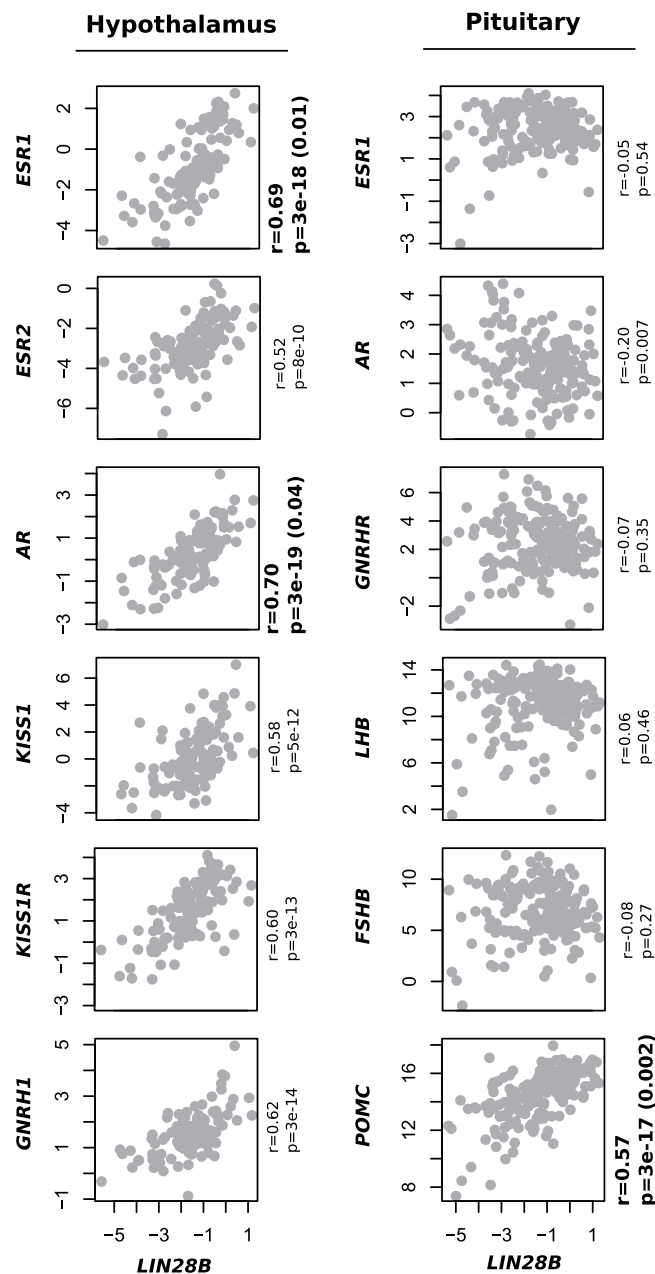 Hypothalamus
Pituitary
ESR1
2
0
−2
−4
r=0.69
p=3e-18 (0.01)
ESR1
3
1
−1
−3
r=-0.05
p=0.54
ESR2
0
−2
−4
−6
r=0.52
p=8e-10
AR
4
3
2
1
0
r=-0.20
p=0.007
AR
3
1
−1
−3
r=0.70
p=3e-19 (0.04)
GNRHR
6
4
2
−2
r=-0.07
p=0.35
KISS1
6
4
2
0
−4
r=0.58
p=5e-12
LHB
14
10
6
2
r=0.06
p=0.46
KISS1R
3
1
−1
−3
r=0.60
p=3e-13
FSHB
10
5
0
r=-0.08
p=0.27
GNRH1
5
3
1
−1
r=0.62
p=3e-14
POMC
16
12
8
r=0.57
p=3e-17 (0.002)
−5 −3 −1 1
LIN28B
−5 −3 −1 1
LIN28B